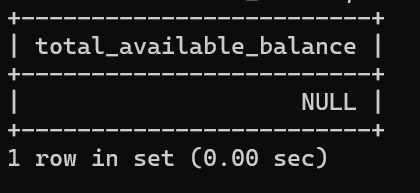 +-------------------------+
| total_available_balance |
+-------------------------+
|                    NULL |
+-------------------------+
1 row in set (0.00 sec)